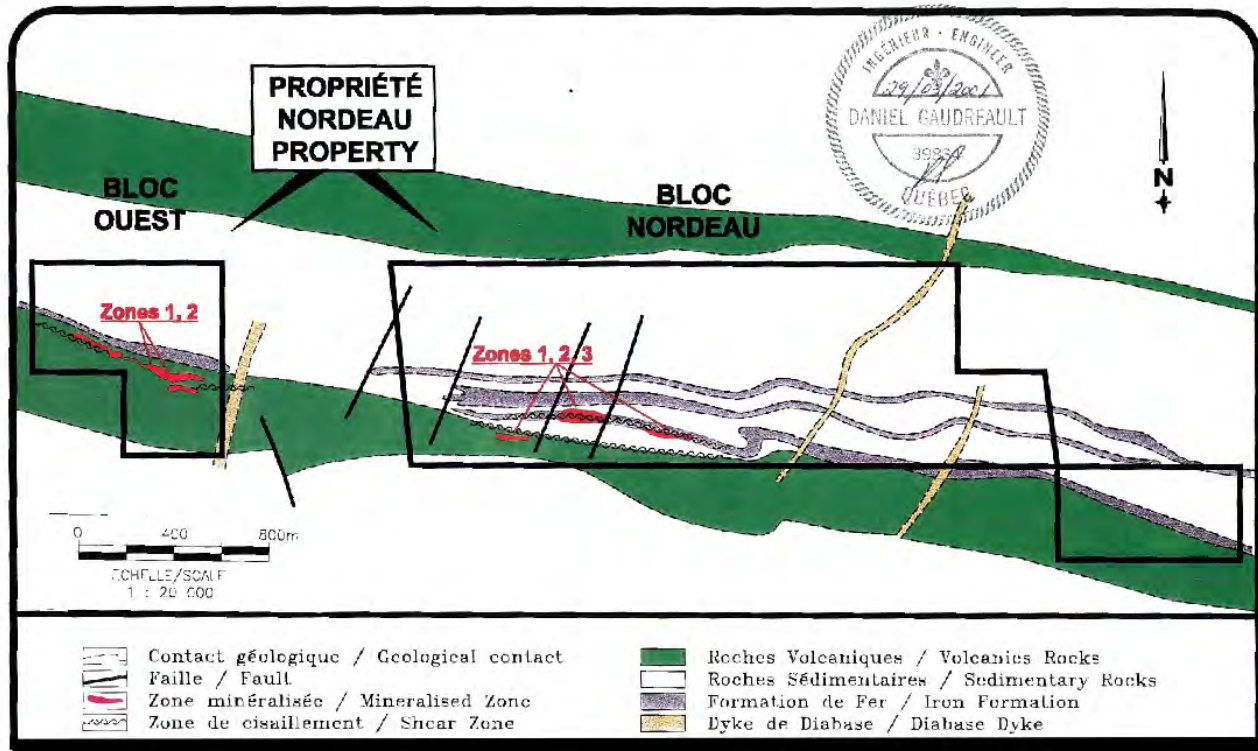 PROPRIÉTÉ
NORDEAU
PROPERTY
BLOC
OUEST
BLOC
NORDEAU
INGÉNIEUR - ENGINEER
29/03/2001
DANIEL GAUDREAULT
39834
QUÉBEC
N
Zones 1, 2
Zones 1, 2, 3
0 400 800m
ECHELLE/SCALE
1 : 20 000
Contact géologique / Geological contact
Faille / Fault
Zone minéralisée / Mineralised Zone
Zone de cisaillement / Shear Zone
Roches Volcaniques / Volcanics Rocks
Roches Sédimentaires / Sedimentary Rocks
Formation de Fer / Iron Formation
Dyke de Diabase / Diabase Dyke